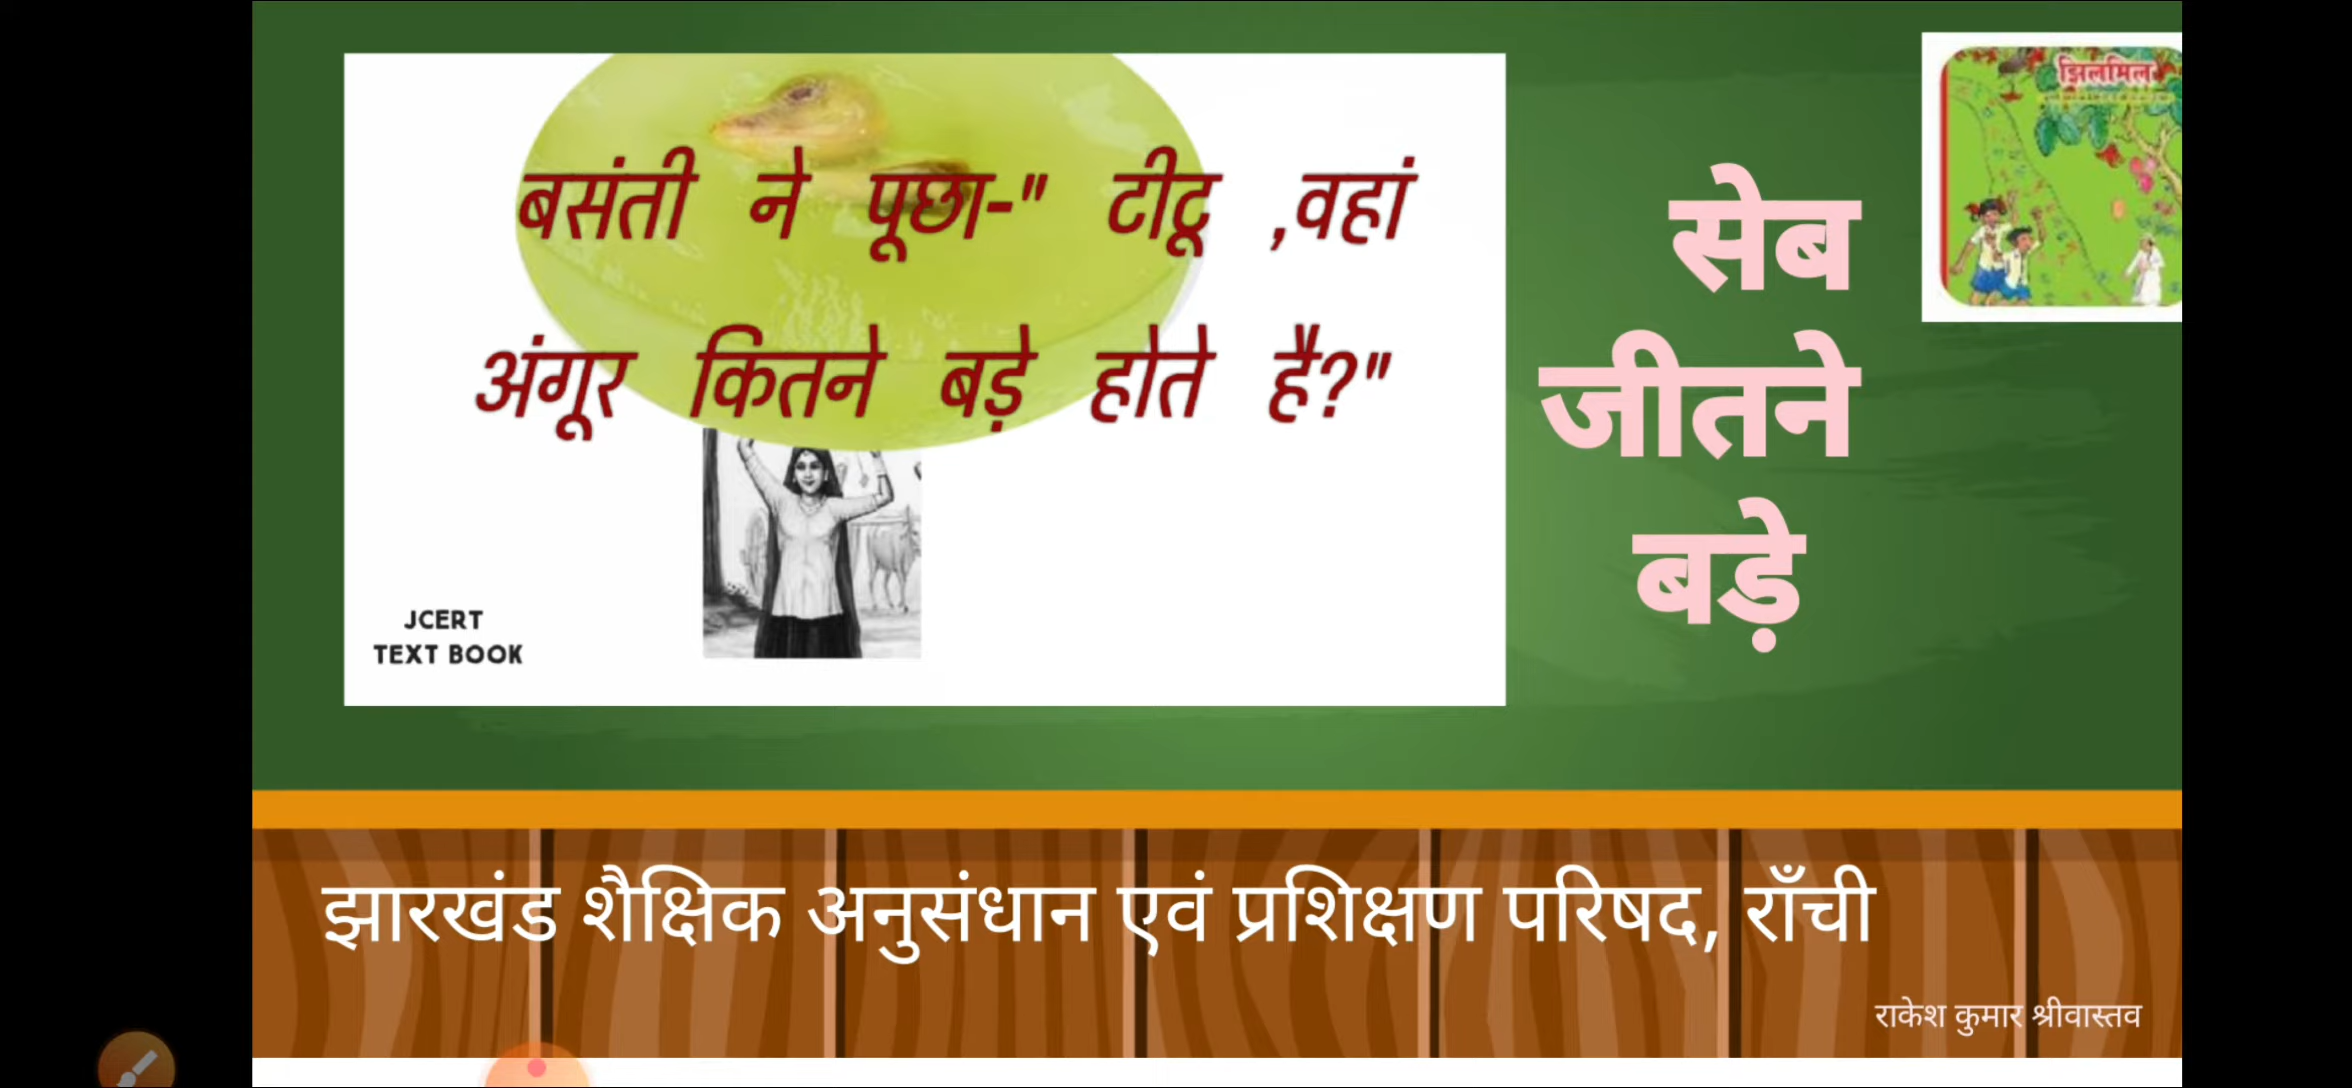 बसंती ने पूछा-" टीटू ,वहां
अंगूर कितने बड़े होते है?"
JCERT
TEXT BOOK
सेब
जीतने
बड़े
झिलमिल
झारखंड शैक्षिक अनुसंधान एवं प्रशिक्षण परिषद, राँची
राकेश कुमार श्रीवास्तव